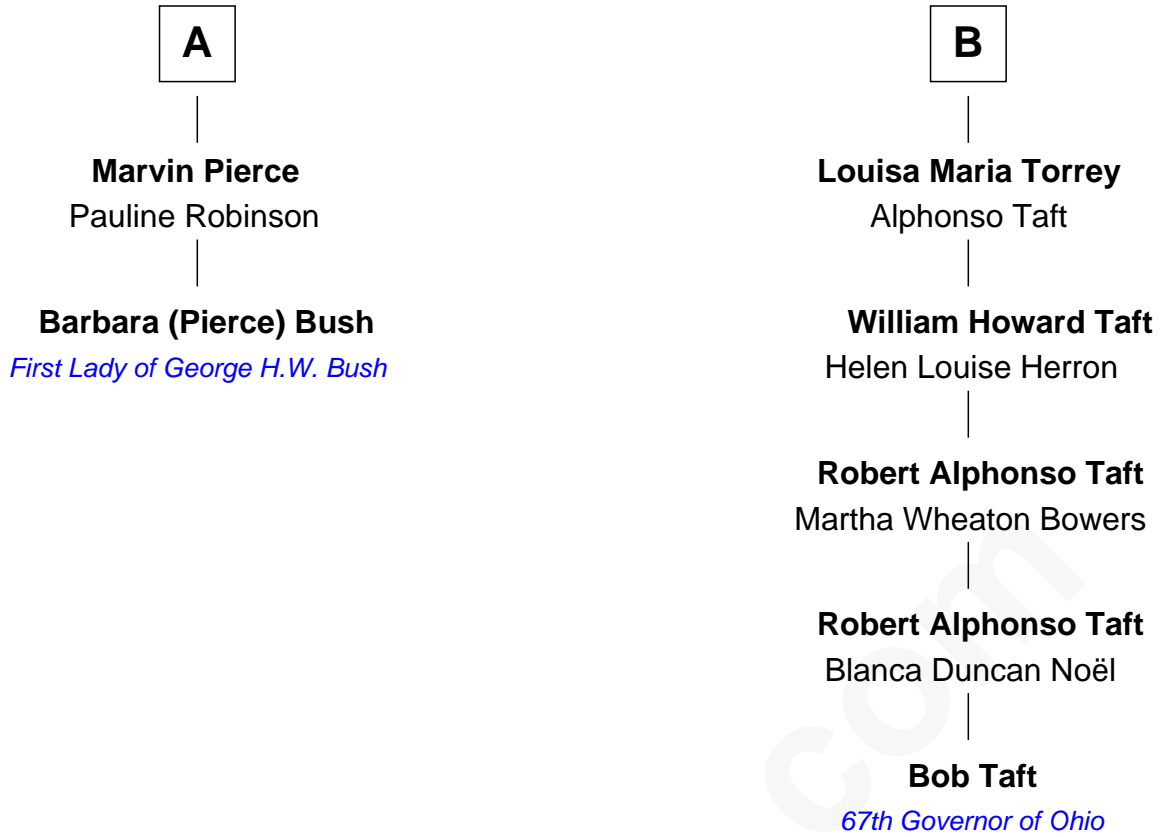 A
Marvin Pierce
Pauline Robinson
Barbara (Pierce) Bush
First Lady of George H.W. Bush
B
Louisa Maria Torrey
Alphonso Taft
William Howard Taft
Helen Louise Herron
Robert Alphonso Taft
Martha Wheaton Bowers
Robert Alphonso Taft
Blanca Duncan Noël
Bob Taft
67th Governor of Ohio
com